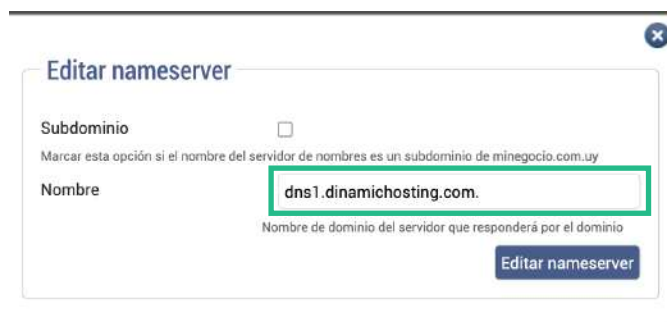 Editar nameserver
Subdominio
Marcar esta opción si el nombre del servidor de nombres es un subdominio de minegocio.com.uy
Nombre
dns1.dinamichosting.com.
Nombre de dominio del servidor que responderá por el dominio
Editar nameserver